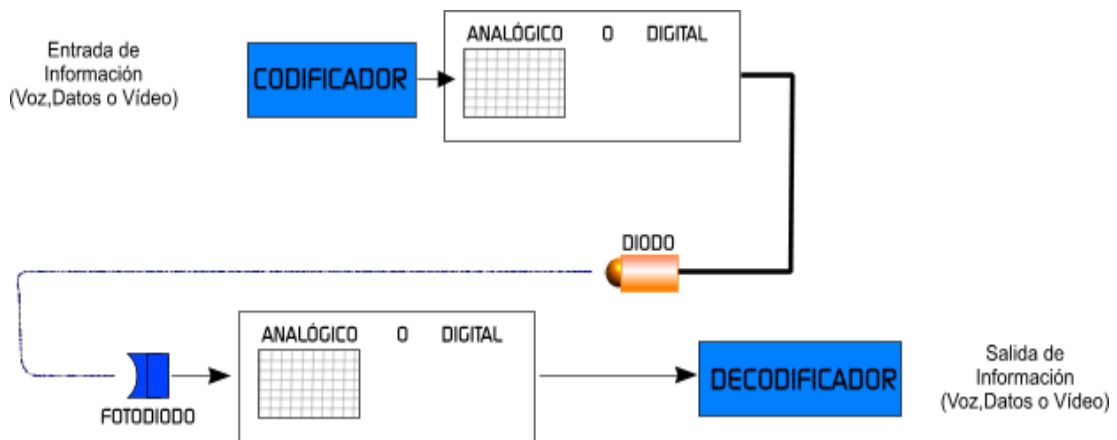 Entrada de
Información
(Voz,Datos o Vídeo)
CODIFICADOR
ANALÓGICO O DIGITAL
DIODO
FOTODIODO
ANALÓGICO O DIGITAL
DECODIFICADOR
Salida de
Información
(Voz,Datos o Vídeo)